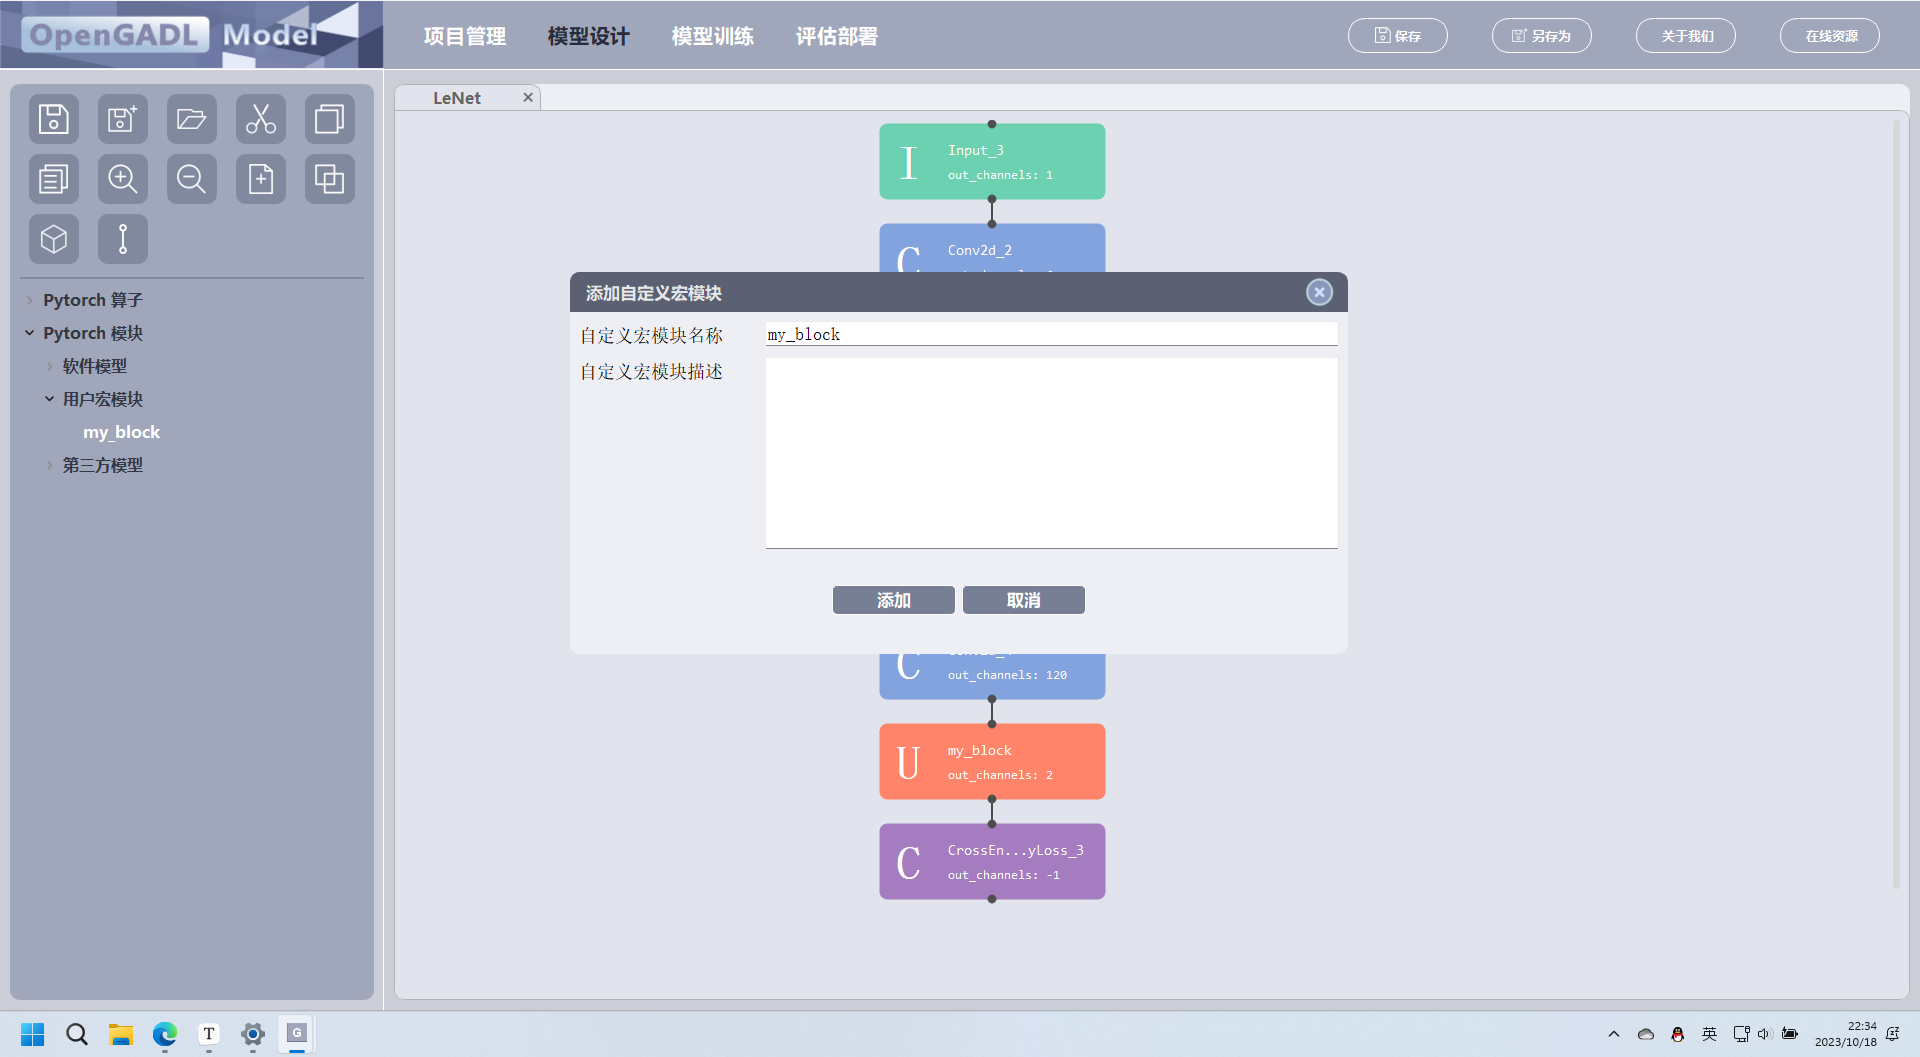 OpenGADL Model
项目管理
模型设计
模型训练
评估部署
保存
另存为
关于我们
在线资源
LeNet
Pytorch 算子
Pytorch 模块
软件模型
用户宏模块
my_block
第三方模型
I
Input_3
out_channels: 1
C
Conv2d_2
添加自定义宏模块
自定义宏模块名称
my_block
自定义宏模块描述
添加
取消
C
out_channels: 120
U
my_block
out_channels: 2
C
CrossEn...yLoss_3
out_channels: -1
T
G
英
22:34
2023/10/18